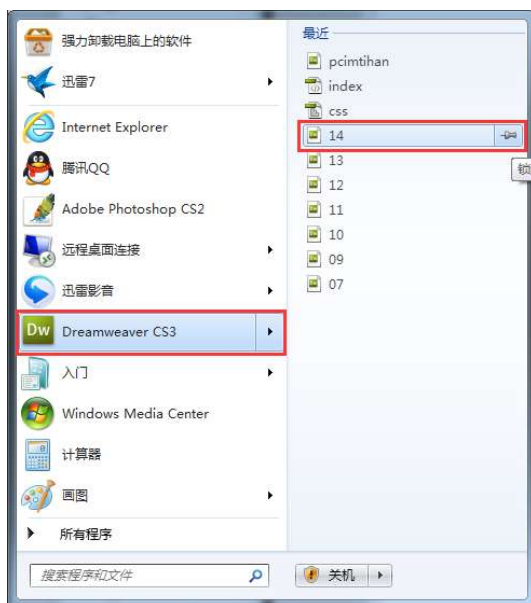 强力卸载电脑上的软件
迅雷7
Internet Explorer
腾讯QQ
Adobe Photoshop CS2
远程桌面连接
迅雷影音
Dw Dreamweaver CS3
入门
Windows Media Center
计算器
画图
所有程序
搜索程序和文件
最近
pcimtihan
index
css
14
13
12
11
10
09
07
锁
关机